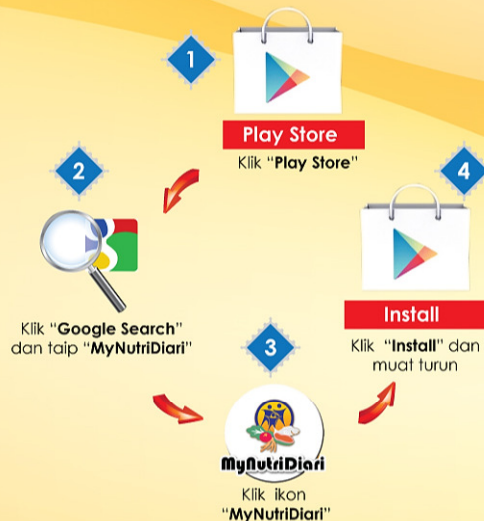 1
Play Store
Klik “Play Store”
2
Klik “Google Search”
dan taip “MyNutriDiari”
3
MyNutriDiari
Klik ikon
“MyNutriDiari”
4
Install
Klik “Install” dan
muat turun